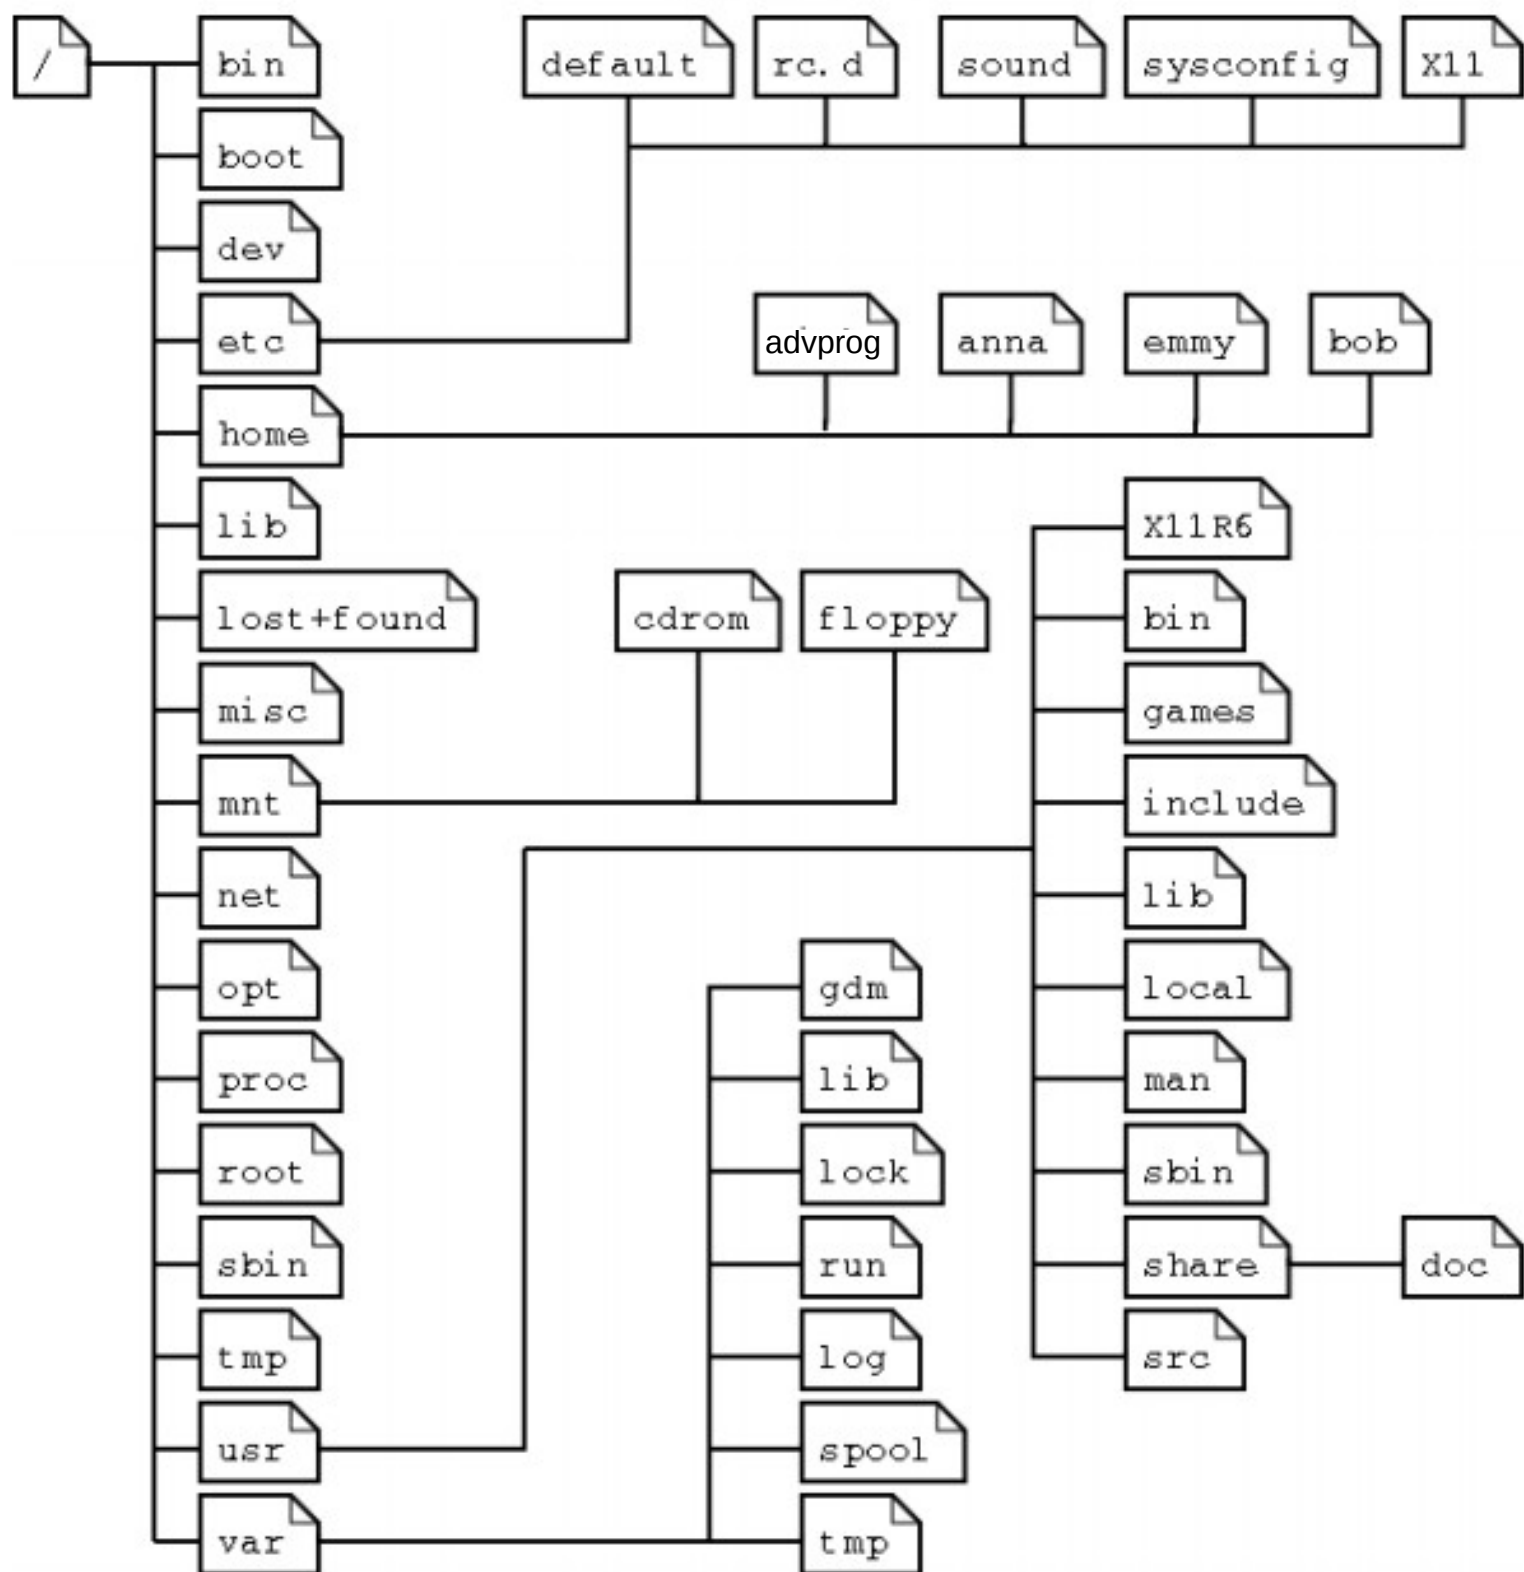 / bin default rc.d sound sysconfig X11
boot
dev
etc advprog anna emmy bob
home
lib X11R6
lost+found cdrom floppy bin
misc games
mnt include
net lib
opt gdm local
proc lib man
root lock sbin
sbin run share doc
tmp log src
usr spool
var tmp